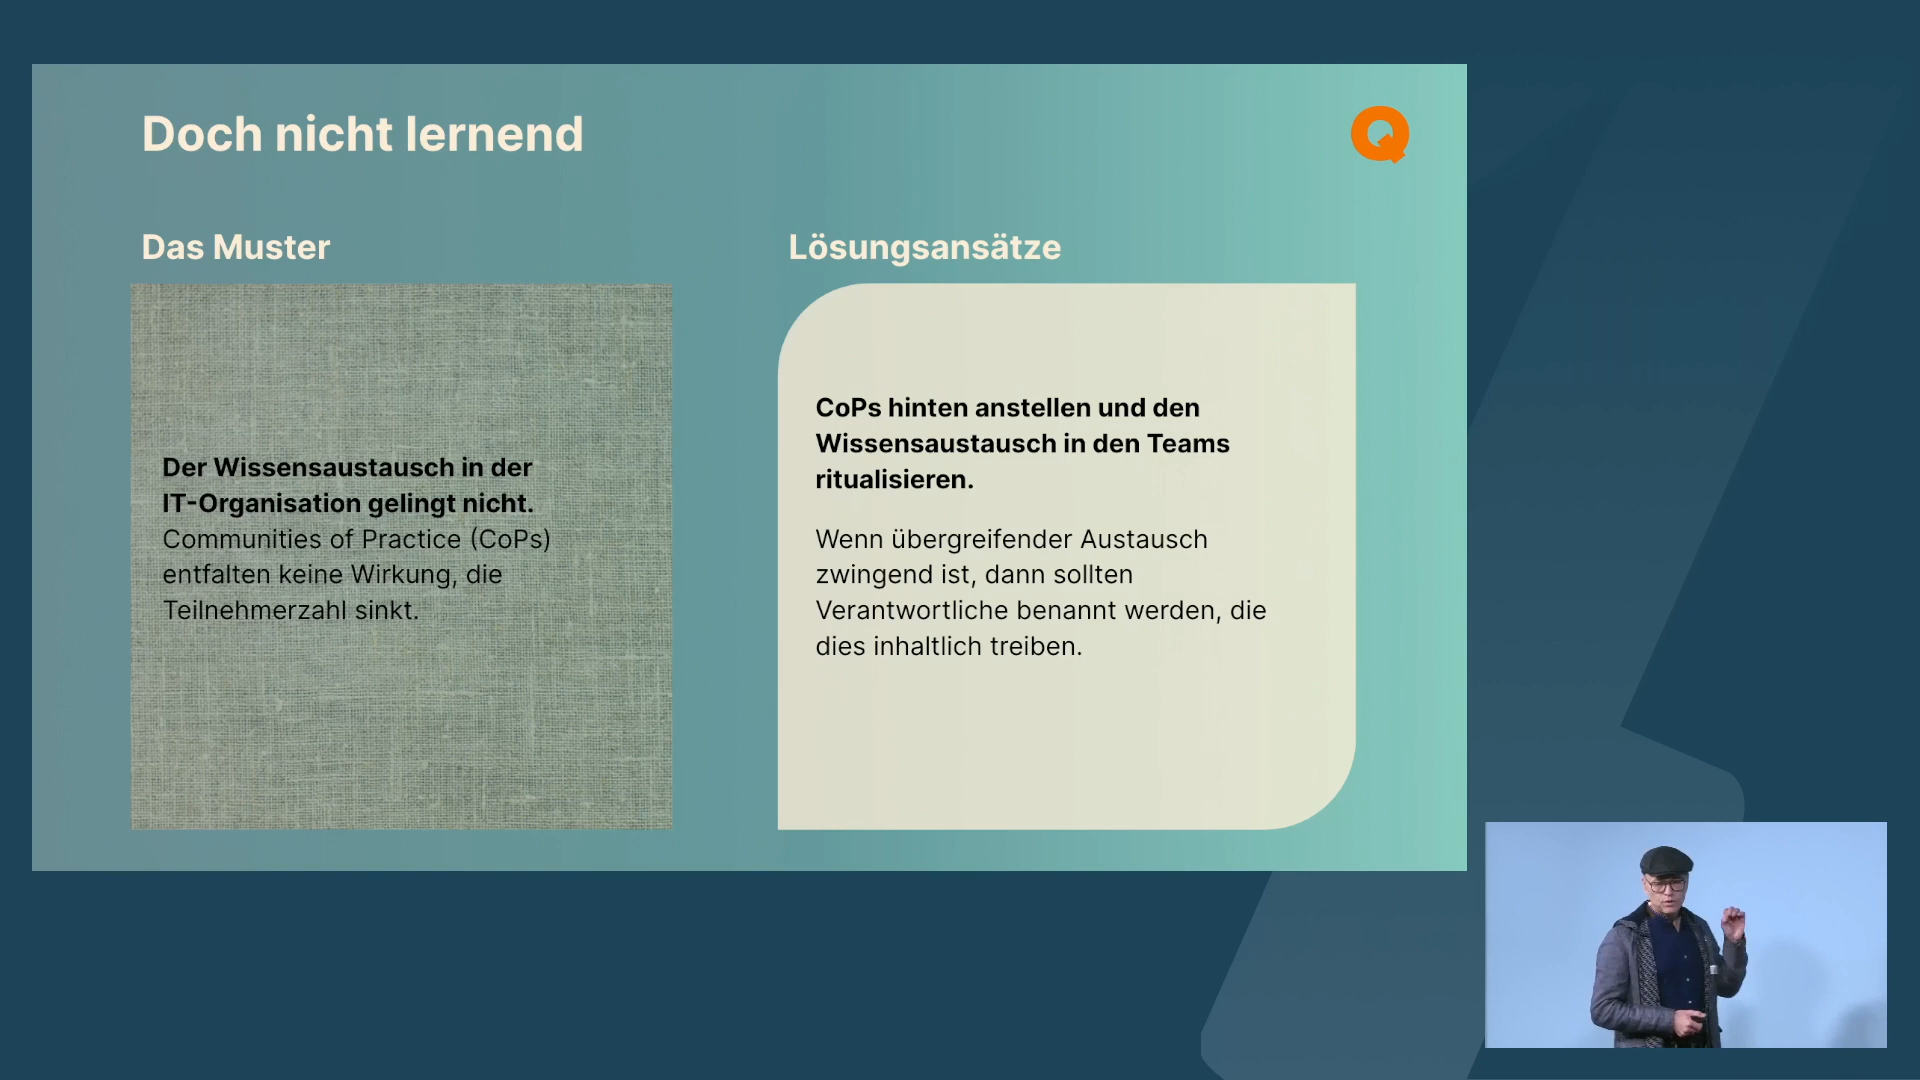 Doch nicht lernend
Q
Das Muster
Der Wissensaustausch in der
IT-Organisation gelingt nicht.
Communities of Practice (CoPs)
entfalten keine Wirkung, die
Teilnehmerzahl sinkt.
Lösungsansätze
CoPs hinten anstellen und den
Wissensaustausch in den Teams
ritualisieren.
Wenn übergreifender Austausch
zwingend ist, dann sollten
Verantwortliche benannt werden, die
dies inhaltlich treiben.